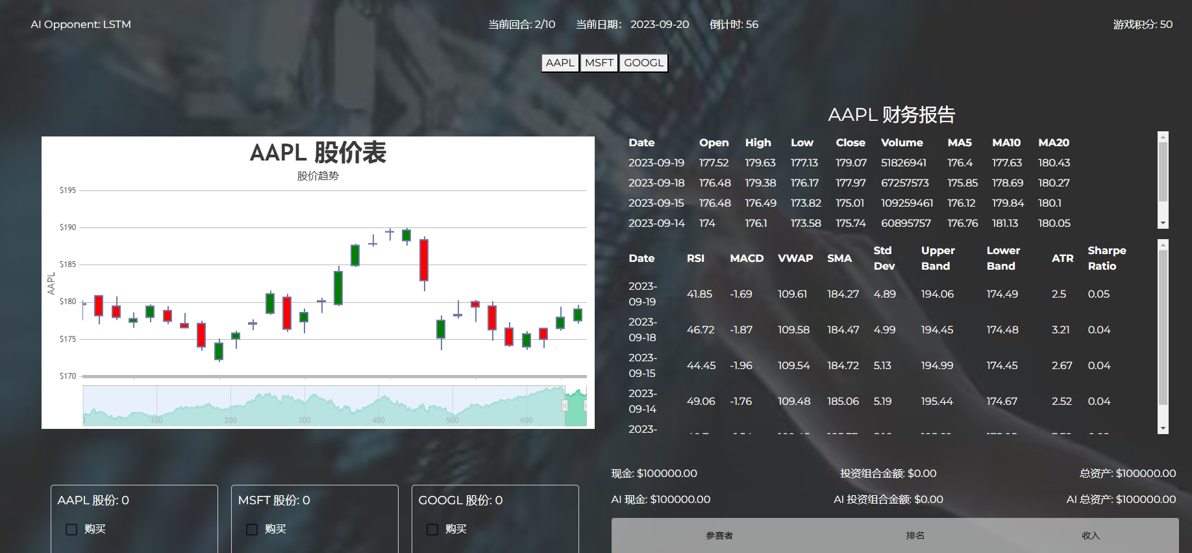 AI Opponent: LSTM 当前回合: 2/10 当前日期: 2023-09-20 倒计时: 56 游戏积分: 50
AAPL MSFT GOOGL
AAPL 股价表
股价趋势
$195
$190
$185
$180
$175
$170
AAPL
0 100 200 300 400 500 600
AAPL 财务报告
Date Open High Low Close Volume MA5 MA10 MA20
2023-09-19 177.52 179.63 177.13 179.07 51826941 176.4 177.63 180.43
2023-09-18 176.48 179.38 176.17 177.97 67257573 175.85 178.69 180.27
2023-09-15 176.48 176.49 173.82 175.01 109259461 176.12 179.84 180.1
2023-09-14 174 176.1 173.58 175.74 60895757 176.76 181.13 180.05
Date RSI MACD VWAP SMA Std Dev Upper Band Lower Band ATR Sharpe Ratio
2023-09-19 41.85 -1.69 109.61 184.27 4.89 194.06 174.49 2.5 0.05
2023-09-18 46.72 -1.87 109.58 184.47 4.99 194.45 174.48 3.21 0.04
2023-09-15 44.45 -1.96 109.54 184.72 5.13 194.99 174.45 2.67 0.04
2023-09-14 49.06 -1.76 109.48 185.06 5.19 195.44 174.67 2.52 0.04
2023-
现金: $100000.00 投资组合金额: $0.00 总资产: $100000.00
AI 现金: $100000.00 AI 投资组合金额: $0.00 AI 总资产: $100000.00
参赛者 排名 收入
AAPL 股份: 0 MSFT 股份: 0 GOOGL 股份: 0
购买 购买 购买